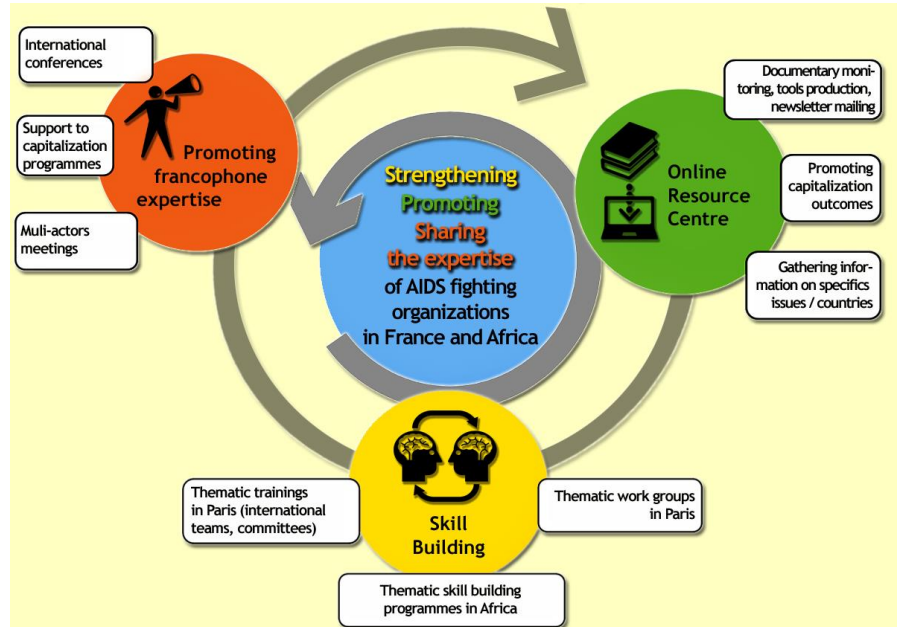 International
conferences
Support to
capitalization
programmes
Muli-actors
meetings
Promoting
francophone
expertise
Strengthening
Promoting
Sharing
the expertise
of AIDS fighting
organizations
in France and Africa
Online
Resource
Centre
Documentary moni-
toring, tools production,
newsletter mailing
Promoting
capitalization
outcomes
Gathering infor-
mation on specifics
issues / countries
Skill
Building
Thematic trainings
in Paris (international
teams, committees)
Thematic work groups
in Paris
Thematic skill building
programmes in Africa